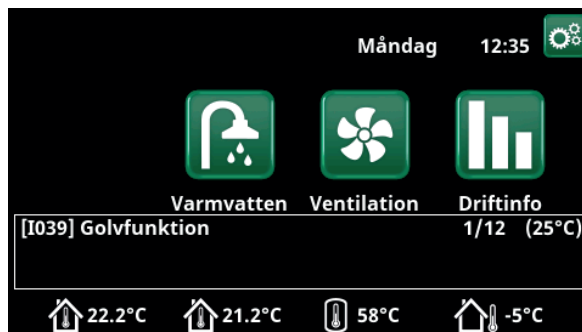 Måndag 12:35
Varmvatten Ventilation Driftinfo
[I039] Golvfunktion 1/12 (25°C)
22.2°C 21.2°C 58°C -5°C